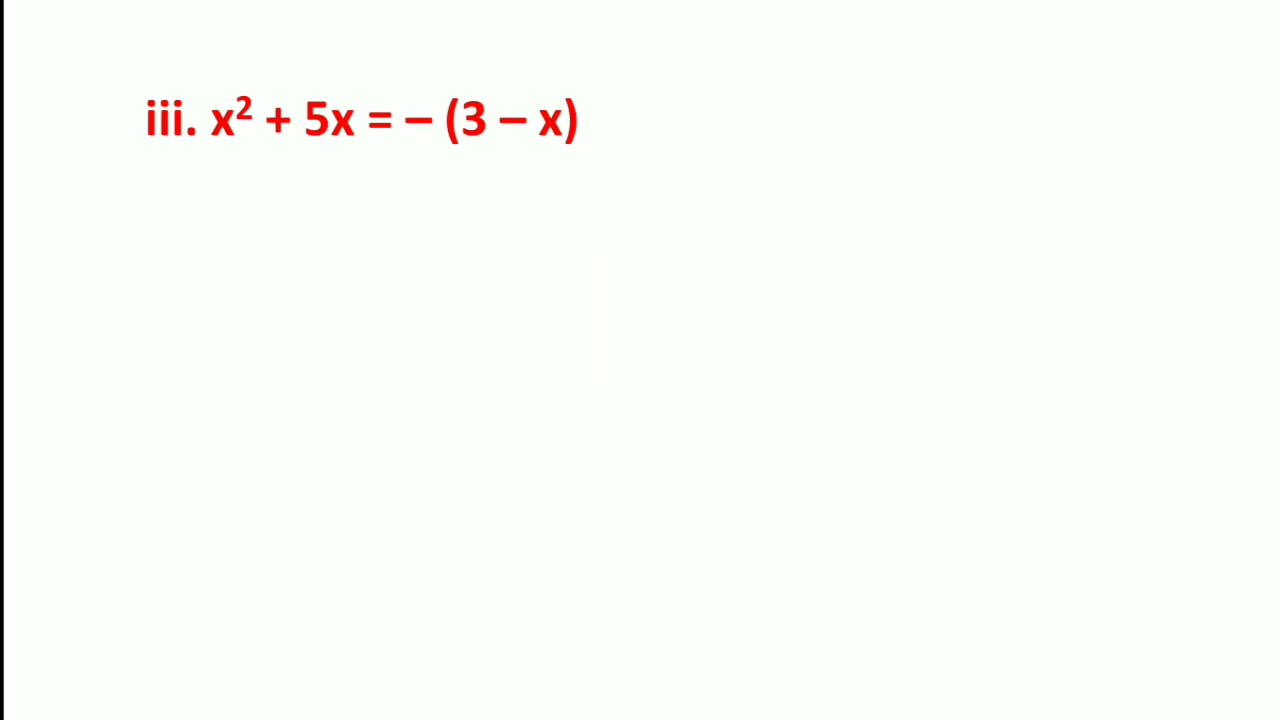 iii. x² + 5x = – (3 – x)